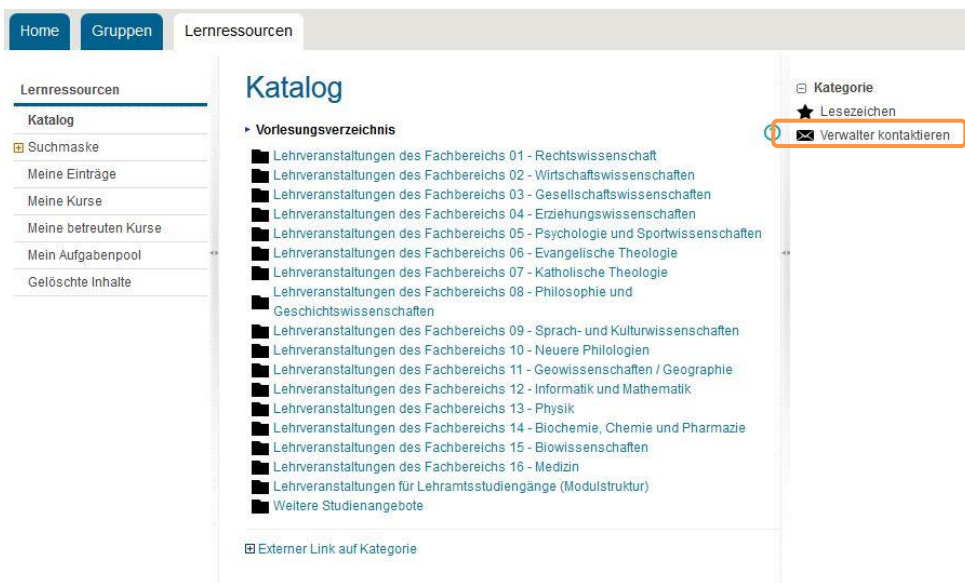 Home Gruppen Lernressourcen
Lernressourcen
Katalog
Suchmaske
Meine Einträge
Meine Kurse
Meine betreuten Kurse
Mein Aufgabenpool
Gelöschte Inhalte
Katalog
Vorlesungsverzeichnis
Lehrveranstaltungen des Fachbereichs 01 - Rechtswissenschaft
Lehrveranstaltungen des Fachbereichs 02 - Wirtschaftswissenschaften
Lehrveranstaltungen des Fachbereichs 03 - Gesellschaftswissenschaften
Lehrveranstaltungen des Fachbereichs 04 - Erziehungswissenschaften
Lehrveranstaltungen des Fachbereichs 05 - Psychologie und Sportwissenschaften
Lehrveranstaltungen des Fachbereichs 06 - Evangelische Theologie
Lehrveranstaltungen des Fachbereichs 07 - Katholische Theologie
Lehrveranstaltungen des Fachbereichs 08 - Philosophie und
Geschichtswissenschaften
Lehrveranstaltungen des Fachbereichs 09 - Sprach- und Kulturwissenschaften
Lehrveranstaltungen des Fachbereichs 10 - Neuere Philologien
Lehrveranstaltungen des Fachbereichs 11 - Geowissenschaften / Geographie
Lehrveranstaltungen des Fachbereichs 12 - Informatik und Mathematik
Lehrveranstaltungen des Fachbereichs 13 - Physik
Lehrveranstaltungen des Fachbereichs 14 - Biochemie, Chemie und Pharmazie
Lehrveranstaltungen des Fachbereichs 15 - Biowissenschaften
Lehrveranstaltungen des Fachbereichs 16 - Medizin
Lehrveranstaltungen für Lehramtsstudiengänge (Modulstruktur)
Weitere Studienangebote
Externer Link auf Kategorie
Kategorie
Lesezeichen
Verwalter kontaktieren